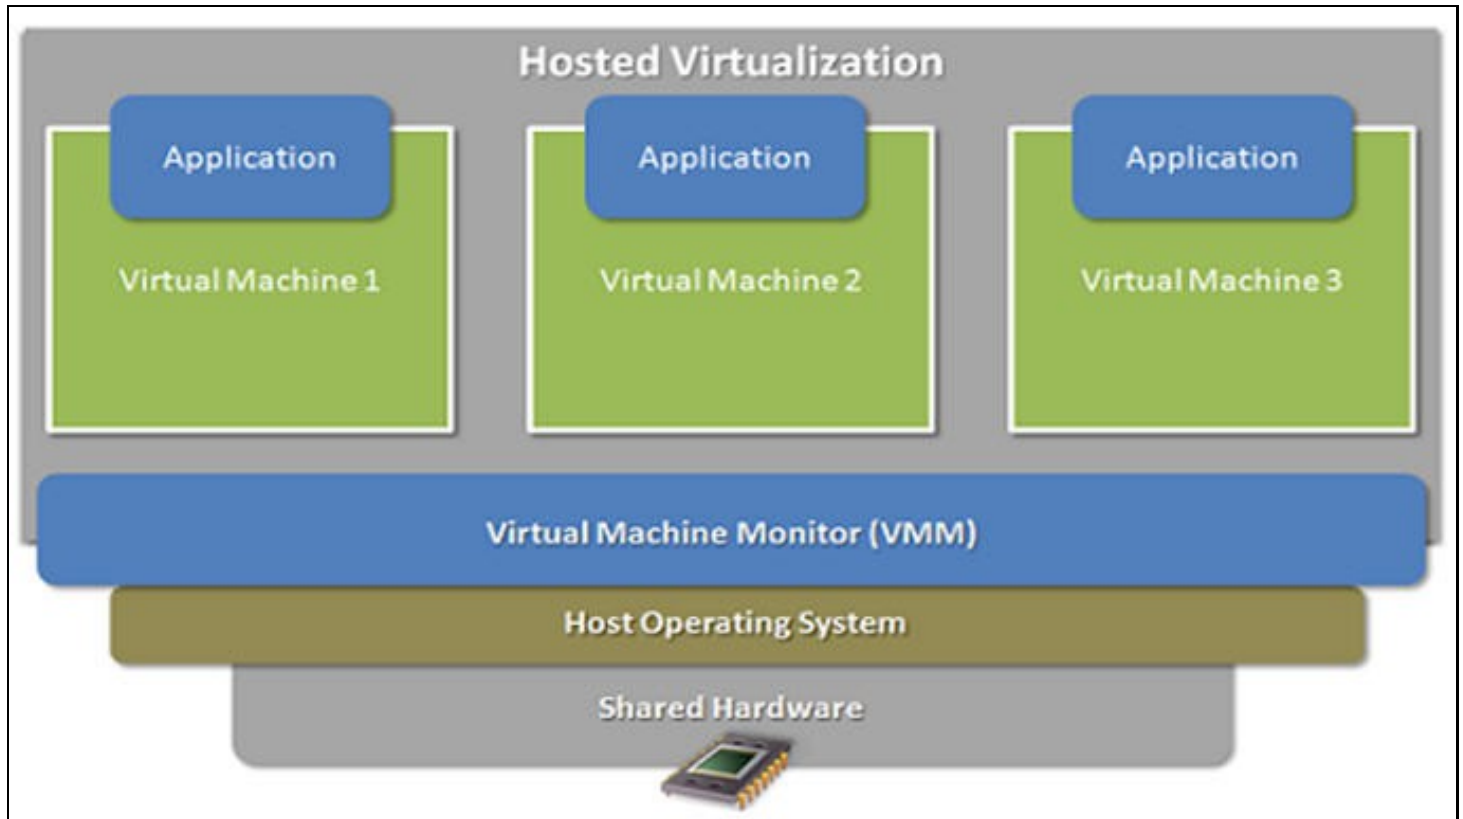 Hosted Virtualization
Application
Application
Application
Virtual Machine 1
Virtual Machine 2
Virtual Machine 3
Virtual Machine Monitor (VMM)
Host Operating System
Shared Hardware